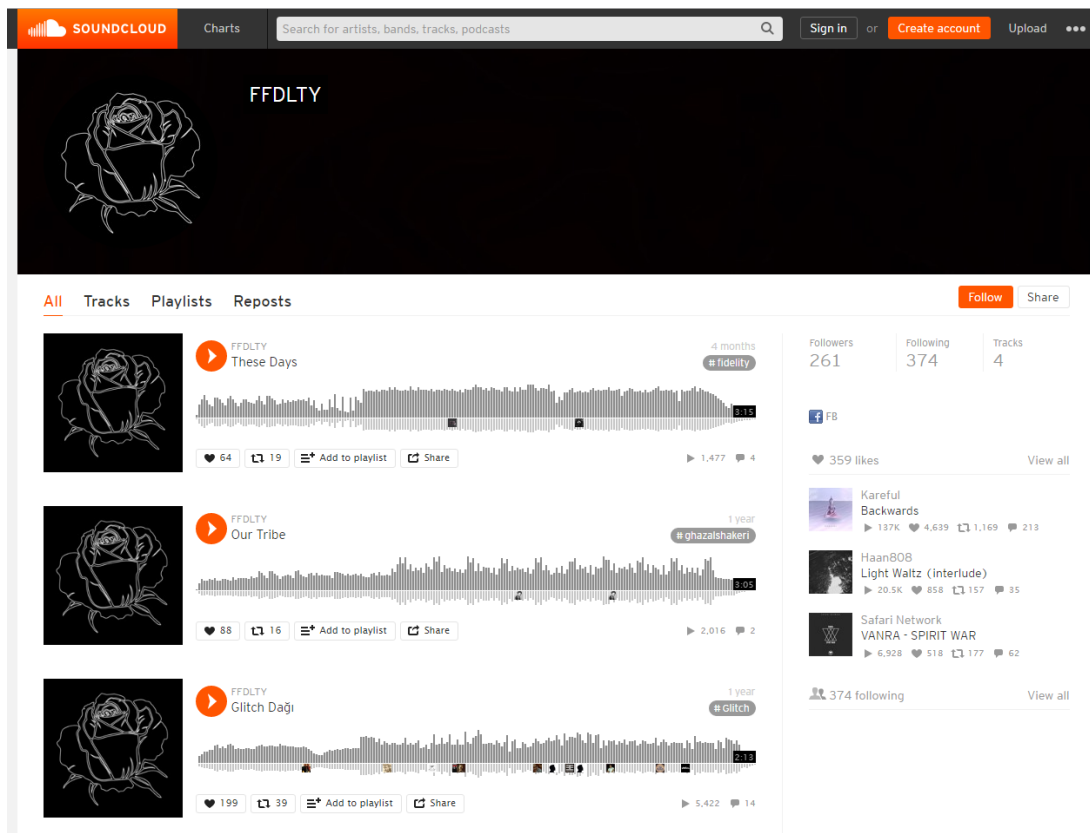 SOUNDCLOUD Charts Search for artists, bands, tracks, podcasts Sign in or Create account Upload
FFDLTY
All Tracks Playlists Reposts Follow Share
FFDLTY 4 months
These Days # fidelity
3:15
64 19 Add to playlist Share 1,477 4
FFDLTY 1 year
Our Tribe # ghazalshakeri
3:05
88 16 Add to playlist Share 2,016 2
FFDLTY 1 year
Glitch Dağı # Glitch
2:13
199 39 Add to playlist Share 5,422 14
Followers Following Tracks
261 374 4
f FB
359 likes View all
Kareful
Backwards
137K 4,639 1,169 213
Haan808
Light Waltz (interlude)
20.5K 858 157 35
Safari Network
VANRA - SPIRIT WAR
6,928 518 177 62
374 following View all